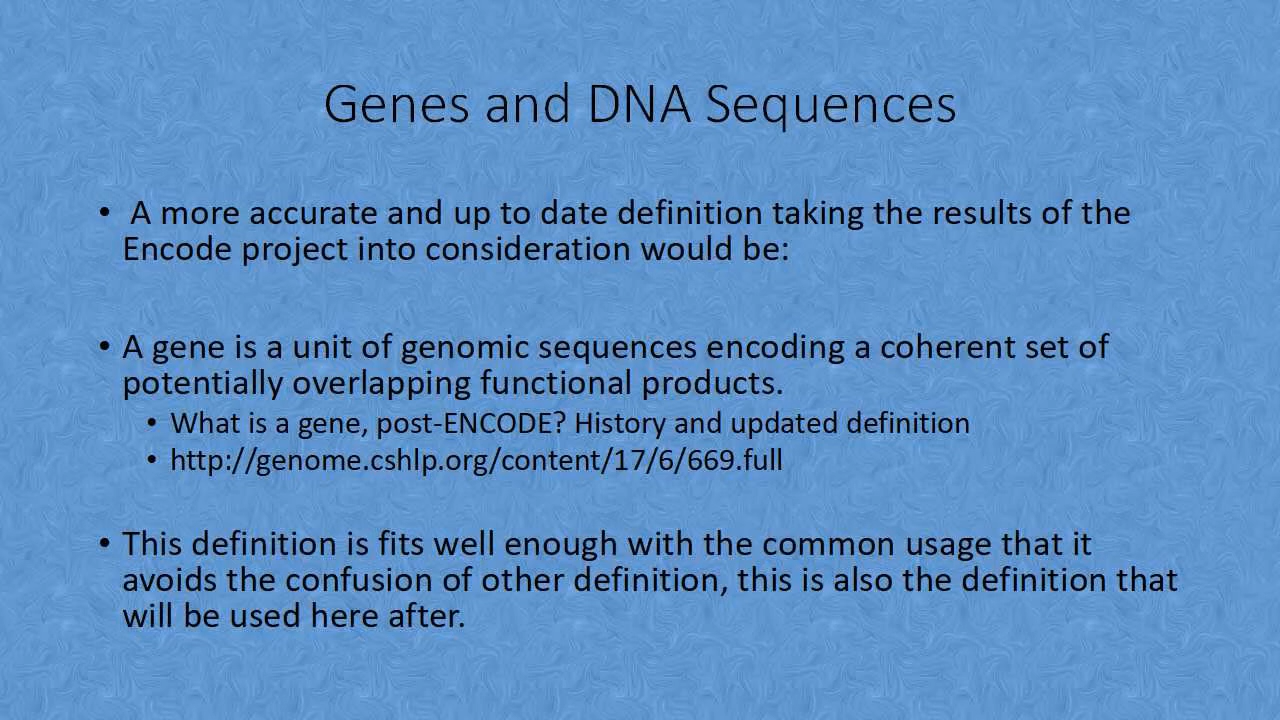 Genes and DNA Sequences
• A more accurate and up to date definition taking the results of the
Encode project into consideration would be:
• A gene is a unit of genomic sequences encoding a coherent set of
potentially overlapping functional products.
• What is a gene, post-ENCODE? History and updated definition
• http://genome.cshlp.org/content/17/6/669.full
• This definition is fits well enough with the common usage that it
avoids the confusion of other definition, this is also the definition that
will be used here after.